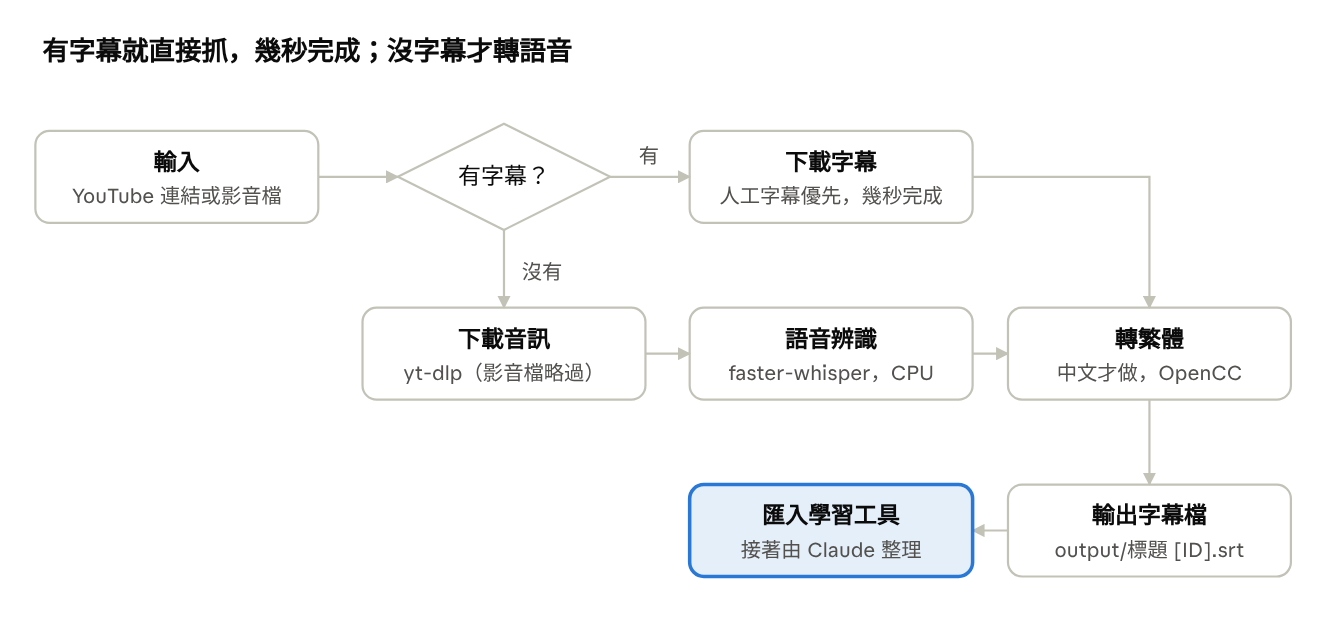 有字幕就直接抓，幾秒完成；沒字幕才轉語音
輸入
YouTube 連結或影音檔
有字幕？
有
下載字幕
人工字幕優先，幾秒完成
沒有
下載音訊
yt-dlp（影音檔略過）
語音辨識
faster-whisper，CPU
轉繁體
中文才做，OpenCC
匯入學習工具
接著由 Claude 整理
輸出字幕檔
output/標題 [ID].srt